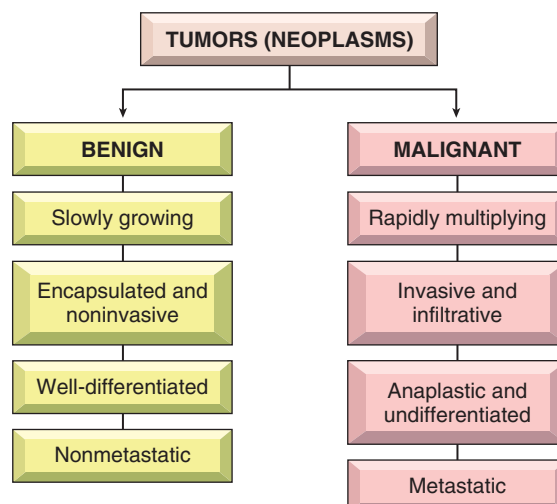 TUMORS (NEOPLASMS)
BENIGN
Slowly growing
Encapsulated and
noninvasive
Well-differentiated
Nonmetastatic
MALIGNANT
Rapidly multiplying
Invasive and
infiltrative
Anaplastic and
undifferentiated
Metastatic